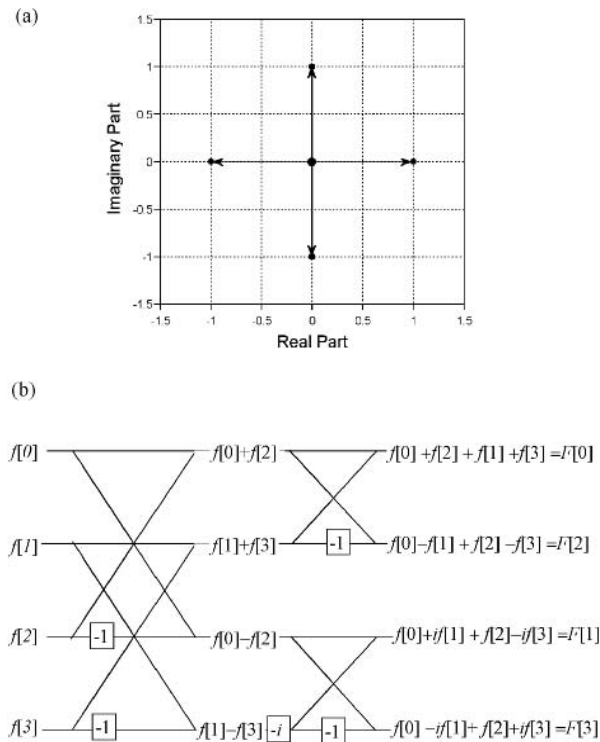 (a)
Imaginary Part
1.5
1
0.5
0
-0.5
-1
-1.5
-1.5 -1 -0.5 0 0.5 1 1.5
Real Part
(b)
f[0] f[0]+f[2] f[0] +f[2] + f[1] +f[3] =F[0]
f[1] f[1]+f[3] -1 f[0]-f[1] + f[2] -f[3] =F[2]
f[2] -1 f[0]-f[2] f[0]+if[1] + f[2]-if[3] =F[1]
f[3] -1 f[1]-f[3] -i -1 f[0] -if[1]+ f[2]+if[3] =F[3]